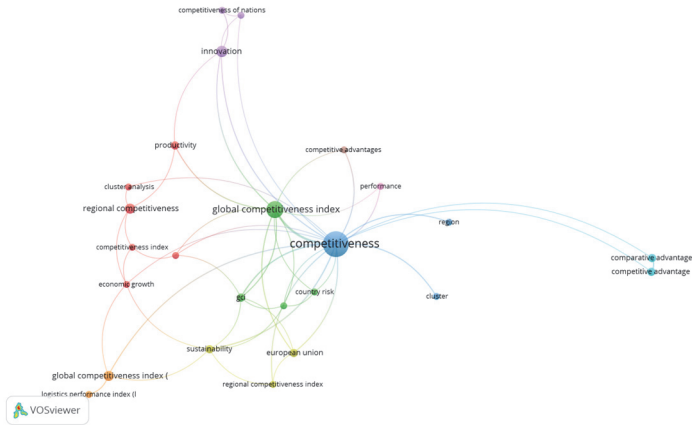 competitiveness of nations
innovation
productivity
competitive advantages
cluster analysis
performance
regional competitiveness
global competitiveness index
region
competitiveness
competitiveness index
comparative advantage
competitive advantage
economic growth
country risk
gci
cluster
sustainability
european union
global competitiveness index (
regional competitiveness index
logistics performance index (l
VOSviewer